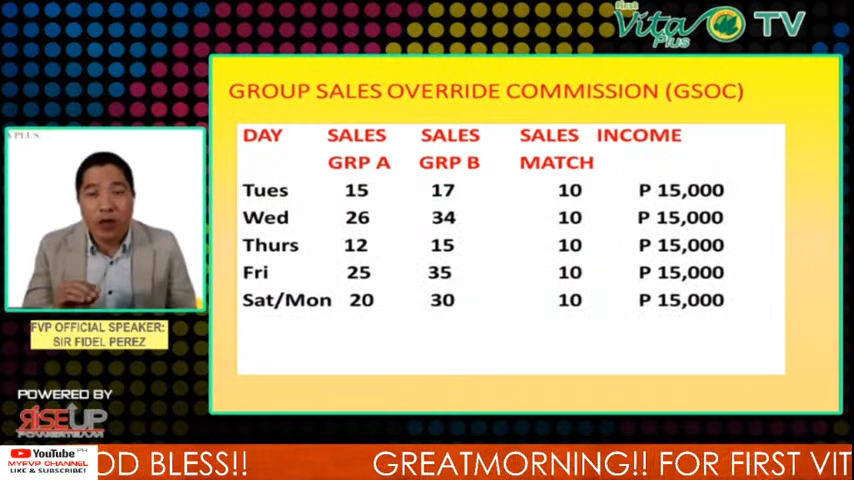 First
Vita
PLUS
TV
GROUP SALES OVERRIDE COMMISSION (GSOC)
DAY SALES SALES SALES INCOME
GRP A GRP B MATCH
Tues 15 17 10 P 15,000
Wed 26 34 10 P 15,000
Thurs 12 15 10 P 15,000
Fri 25 35 10 P 15,000
Sat/Mon 20 30 10 P 15,000
A PLUS
FVP OFFICIAL SPEAKER:
SIR FIDEL PEREZ
POWERED BY
RISEUP
POWERTEAM
YouTube PH
MYFVP CHANNEL
LIKE & SUBSCRIBE!
OD BLESS!! GREATMORNING!! FOR FIRST VIT